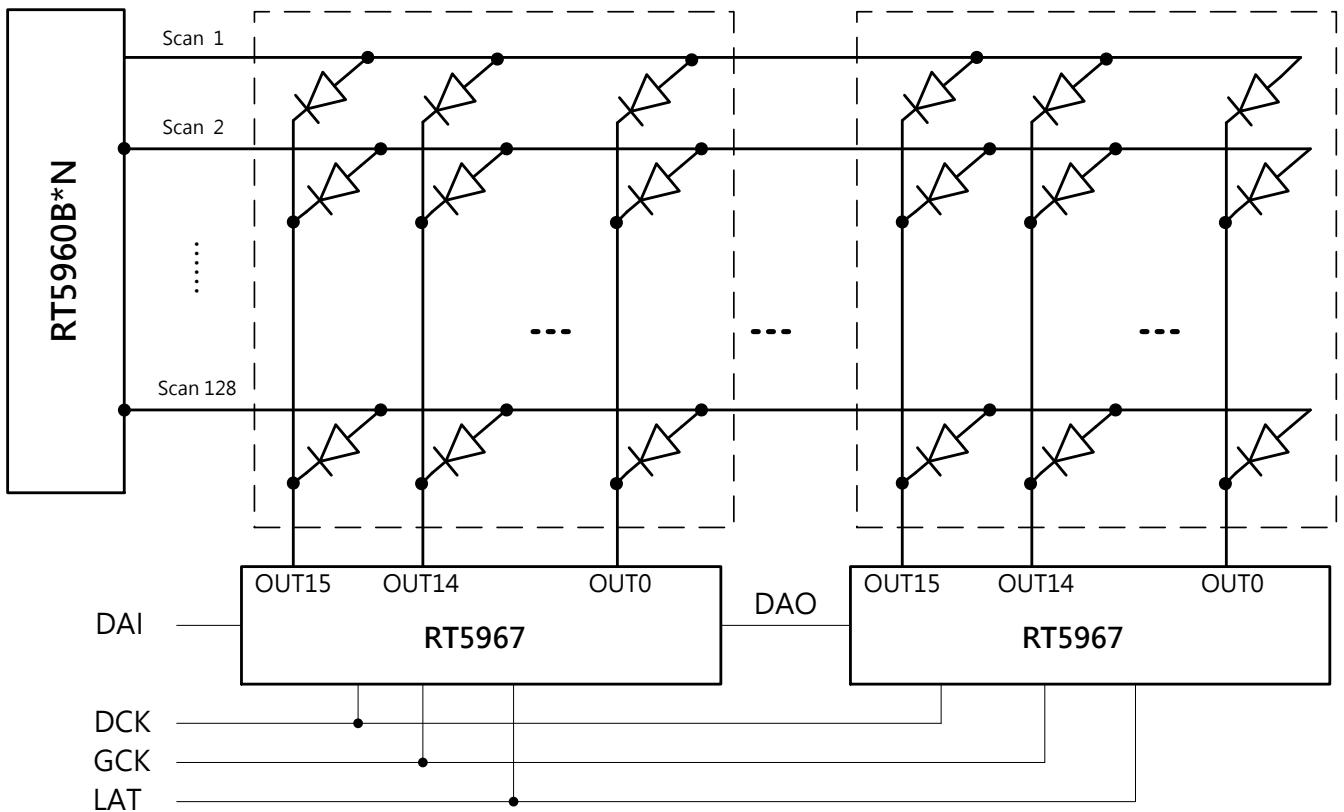 Scan 1
Scan 2
RT5960B*N
......
Scan 128
OUT15 OUT14 OUT0
OUT15 OUT14 OUT0
DAI
RT5967
DAO
RT5967
DCK
GCK
LAT